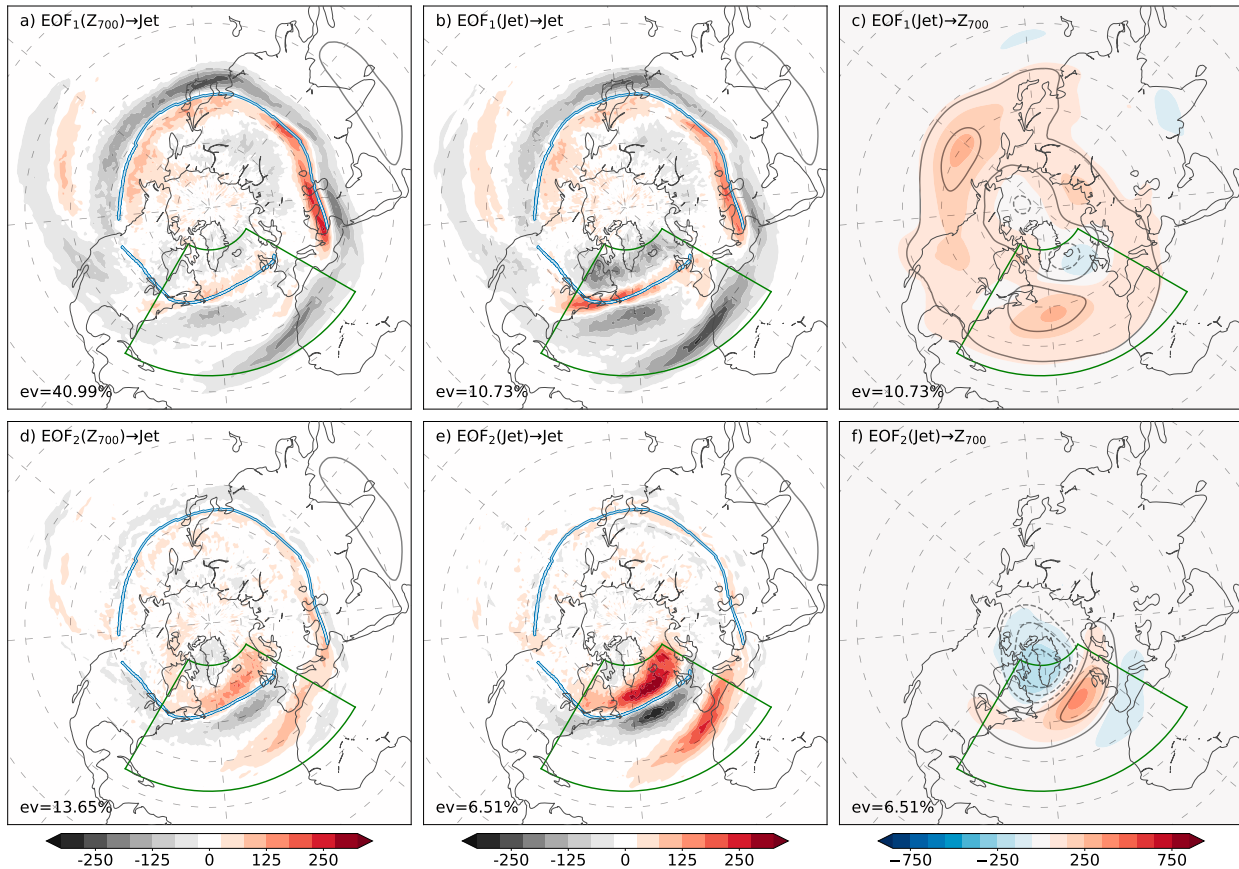 a) EOF₁(Z₇₀₀)→Jet
b) EOF₁(Jet)→Jet
c) EOF₁(Jet)→Z₇₀₀
ev=40.99%
ev=10.73%
ev=10.73%
d) EOF₂(Z₇₀₀)→Jet
e) EOF₂(Jet)→Jet
f) EOF₂(Jet)→Z₇₀₀
ev=13.65%
ev=6.51%
ev=6.51%
-250 -125 0 125 250
-250 -125 0 125 250
−750 −250 250 750